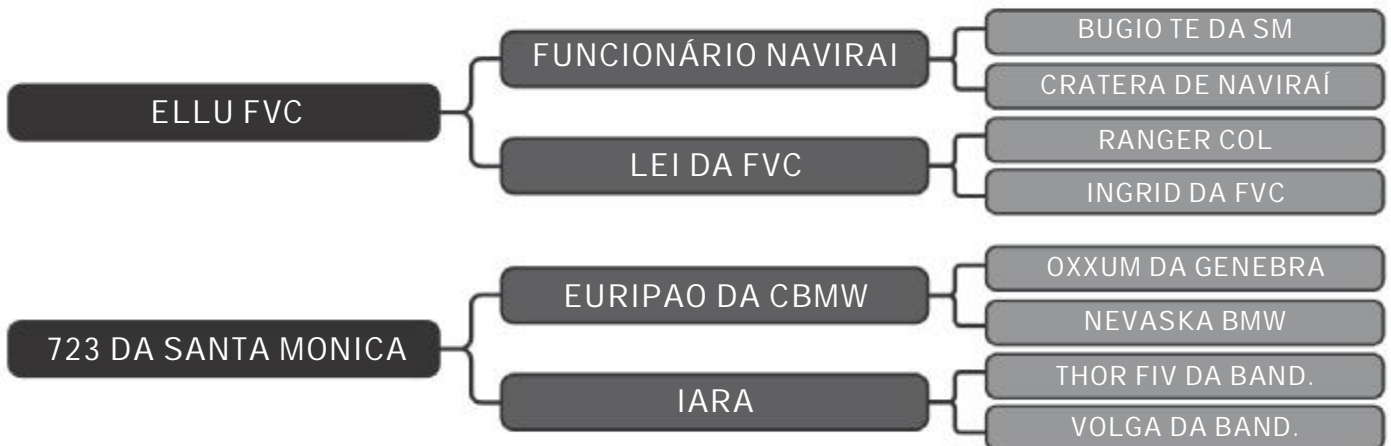 ELLU FVC
FUNCIONÁRIO NAVIRAI
BUGIO TE DA SM
CRATERA DE NAVIRAÍ
LEI DA FVC
RANGER COL
INGRID DA FVC
723 DA SANTA MONICA
EURIPAO DA CBMW
OXXUM DA GENEBRA
NEVASKA BMW
IARA
THOR FIV DA BAND.
VOLGA DA BAND.